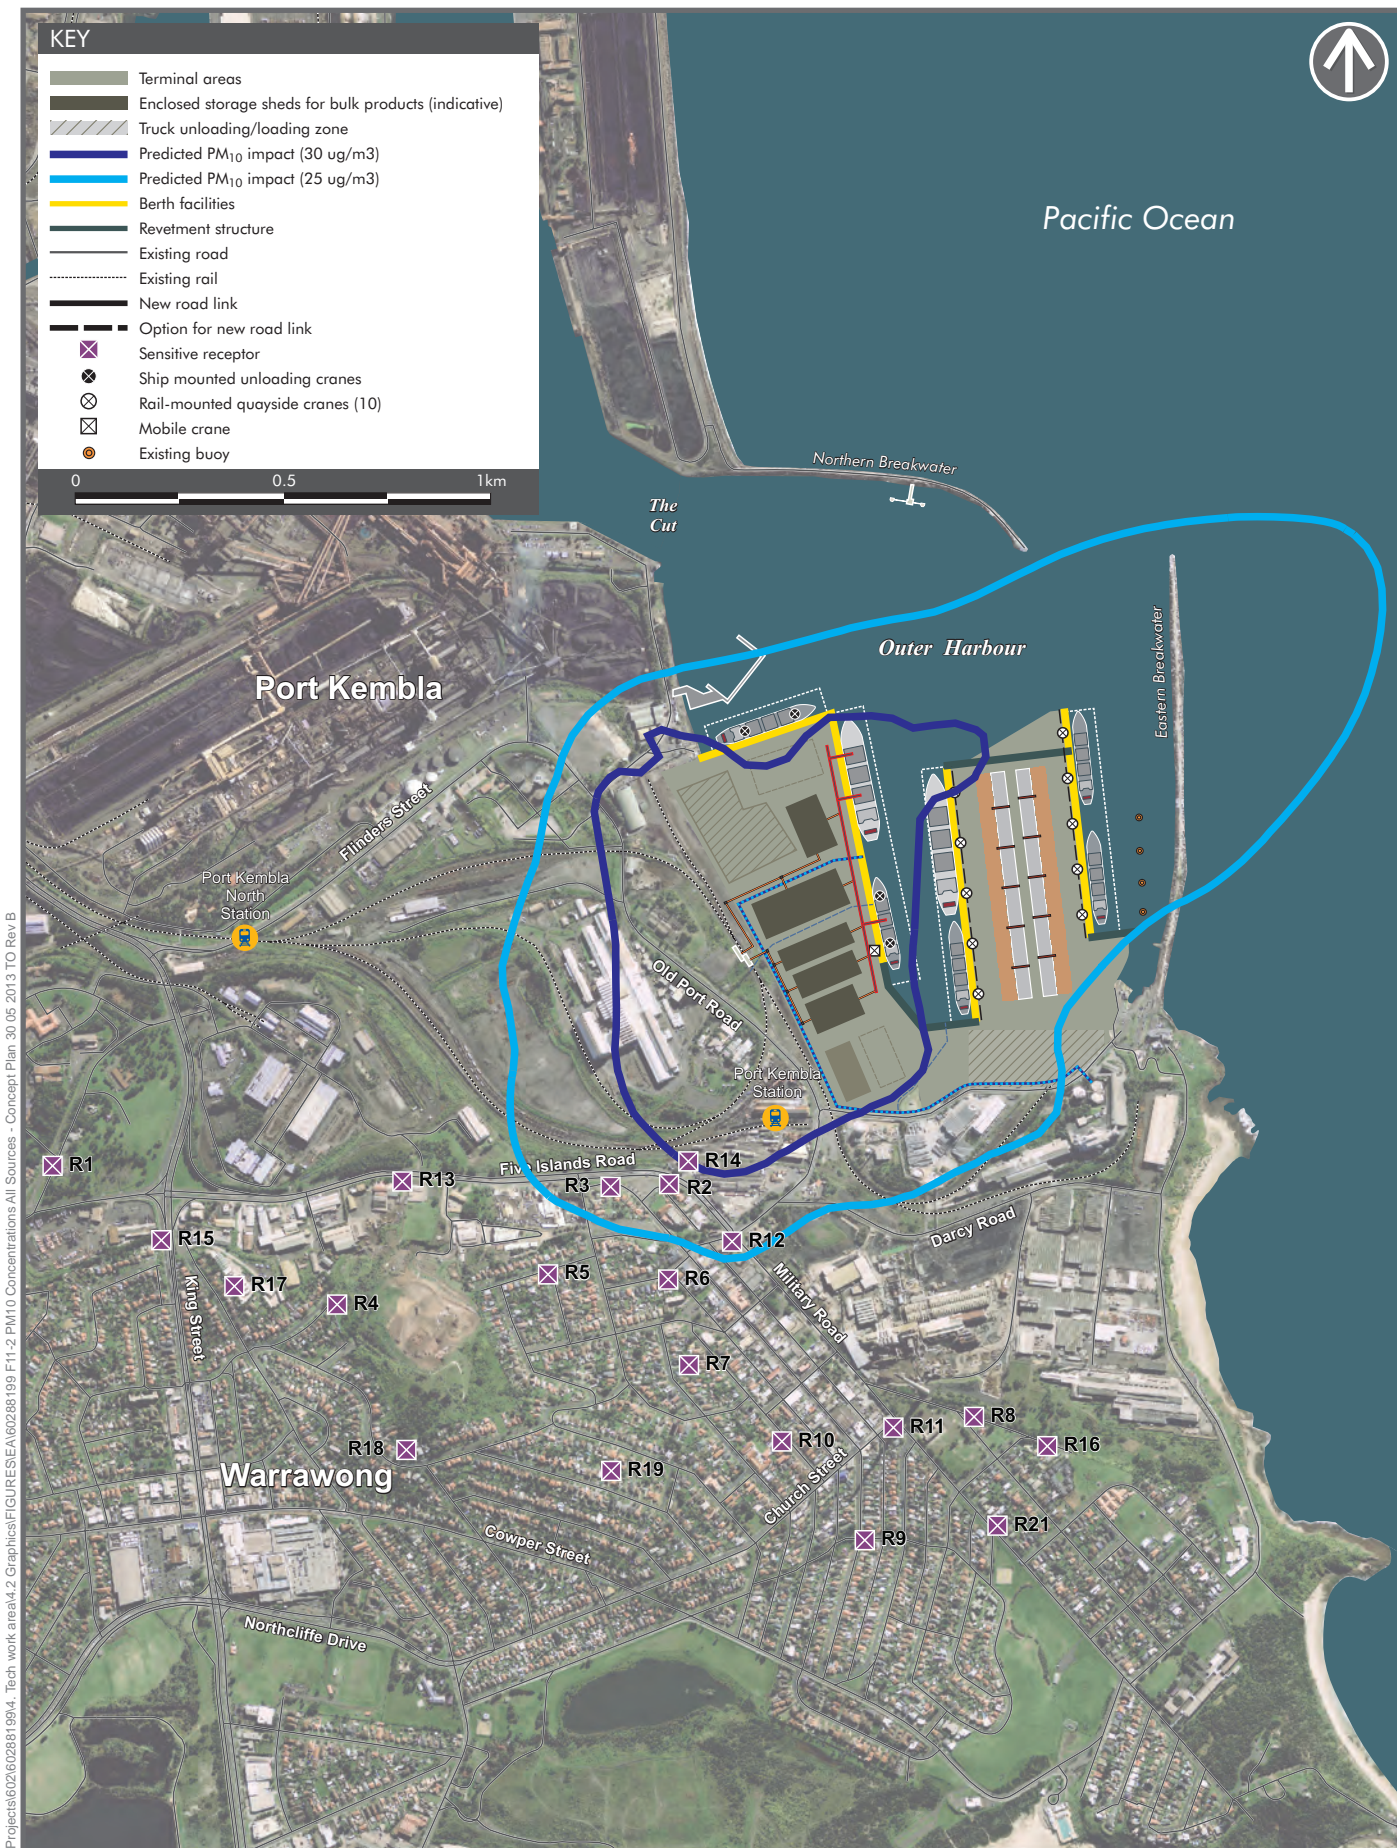 KEY
Terminal areas
Enclosed storage sheds for bulk products (indicative)
Truck unloading/loading zone
Predicted PM10 impact (30 ug/m3)
Predicted PM10 impact (25 ug/m3)
Berth facilities
Revetment structure
Existing road
Existing rail
New road link
Option for new road link
Sensitive receptor
Ship mounted unloading cranes
Rail-mounted quayside cranes (10)
Mobile crane
Existing buoy
0 0.5 1km
Pacific Ocean
Northern Breakwater
The
Cut
Outer Harbour
Eastern Breakwater
Port Kembla
Flinders Street
Port Kembla
North
Station
Old Port Road
Port Kembla
Station
R1
R13
Five Islands Road
R14
R3
R2
R15
R12
Darcy Road
R17
R5
R6
King Street
R4
Military Road
R7
R8
R11
R10
R16
R18
Warrawong
R19
Church Street
R21
Cowper Street
R9
Northcliffe Drive
Projects\602\60288199\4. Tech work area\4.2 Graphics\FIGURES\EA\60288199 F11-2 PM10 Concentrations All Sources - Concept Plan 30 05 2013 TO Rev B